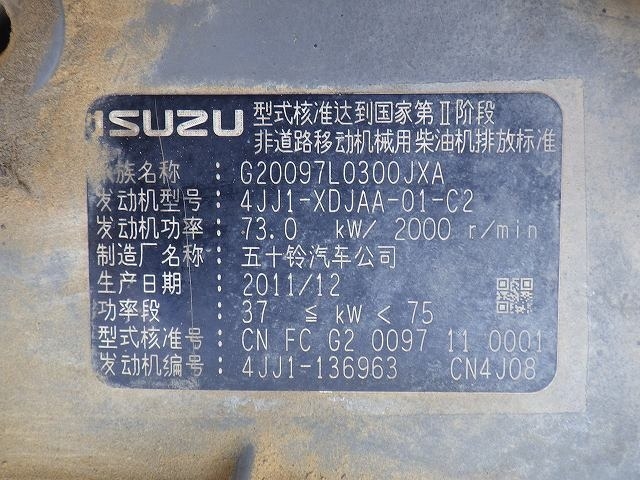 ISUZU
型式核准达到国家第Ⅱ阶段
非道路移动机械用柴油机排放标准
族名称 : G20097L0300JXA
发动机型号: 4JJ1-XDJAA-01-C2
发动机功率: 73.0 kW/ 2000 r/min
制造厂名称: 五十铃汽车公司
生产日期 : 2011/12
功率段 : 37 ≦ kW < 75
型式核准号: CN FC G2 0097 11 0001
发动机编号: 4JJ1-136963 CN4J08